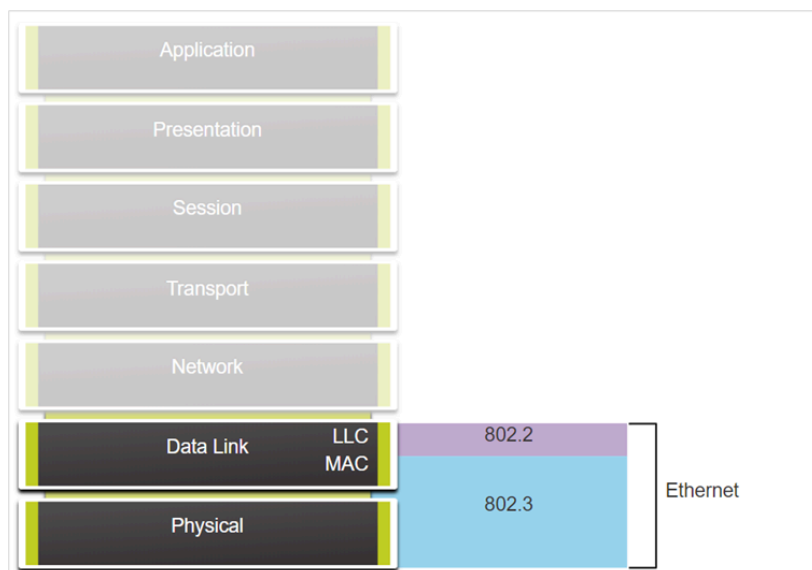 Application
Presentation
Session
Transport
Network
Data Link
LLC
MAC
802.2
802.3
Ethernet
Physical